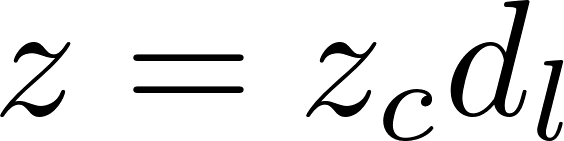 z = z_c d_l